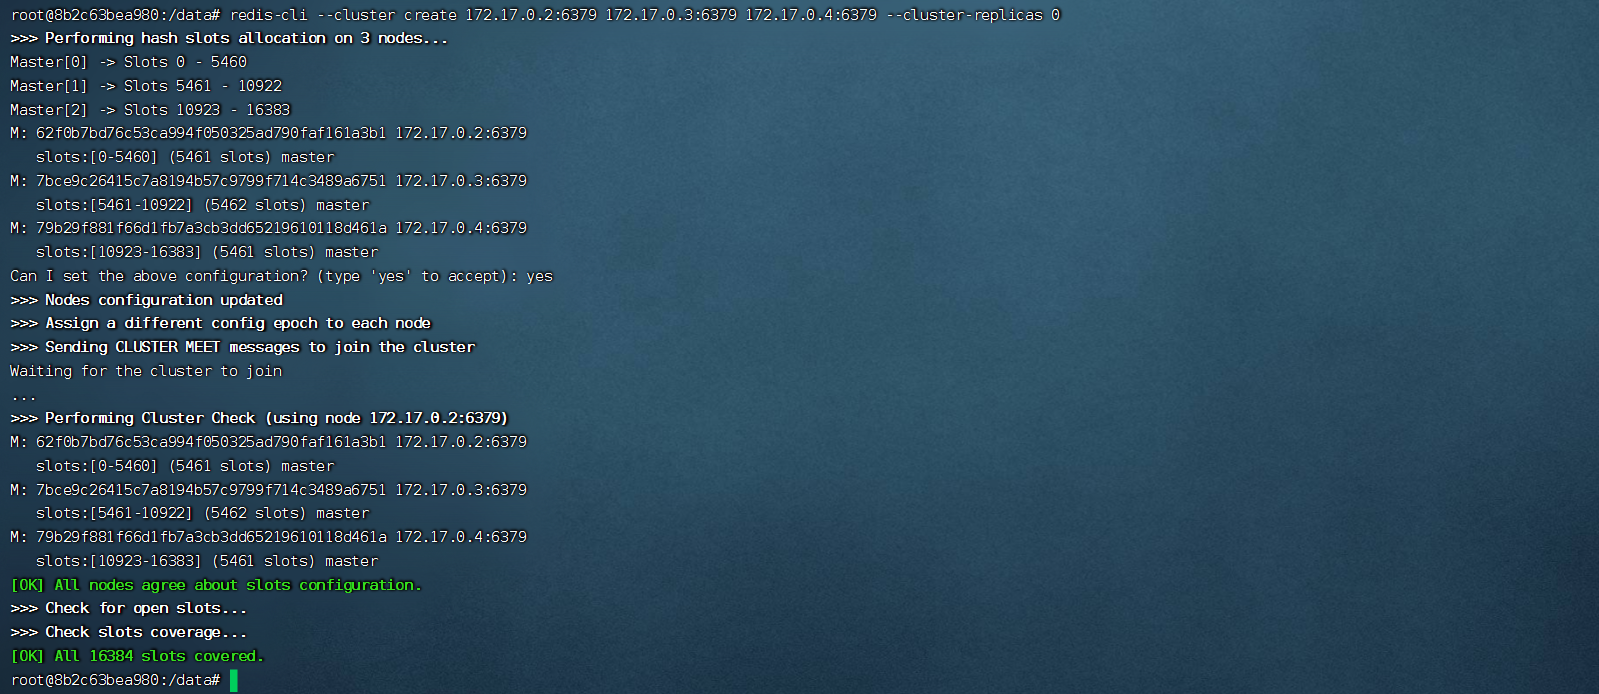 root@8b2c63bea980:/data# redis-cli --cluster create 172.17.0.2:6379 172.17.0.3:6379 172.17.0.4:6379 --cluster-replicas 0
>>> Performing hash slots allocation on 3 nodes...
Master[0] -> Slots 0 - 5460
Master[1] -> Slots 5461 - 10922
Master[2] -> Slots 10923 - 16383
M: 62f0b7bd76c53ca994f050325ad790faf161a3b1 172.17.0.2:6379
   slots:[0-5460] (5461 slots) master
M: 7bce9c26415c7a8194b57c9799f714c3489a6751 172.17.0.3:6379
   slots:[5461-10922] (5462 slots) master
M: 79b29f881f66d1fb7a3cb3dd65219610118d461a 172.17.0.4:6379
   slots:[10923-16383] (5461 slots) master
Can I set the above configuration? (type 'yes' to accept): yes
>>> Nodes configuration updated
>>> Assign a different config epoch to each node
>>> Sending CLUSTER MEET messages to join the cluster
Waiting for the cluster to join
...
>>> Performing Cluster Check (using node 172.17.0.2:6379)
M: 62f0b7bd76c53ca994f050325ad790faf161a3b1 172.17.0.2:6379
   slots:[0-5460] (5461 slots) master
M: 7bce9c26415c7a8194b57c9799f714c3489a6751 172.17.0.3:6379
   slots:[5461-10922] (5462 slots) master
M: 79b29f881f66d1fb7a3cb3dd65219610118d461a 172.17.0.4:6379
   slots:[10923-16383] (5461 slots) master
[OK] All nodes agree about slots configuration.
>>> Check for open slots...
>>> Check slots coverage...
[OK] All 16384 slots covered.
root@8b2c63bea980:/data#